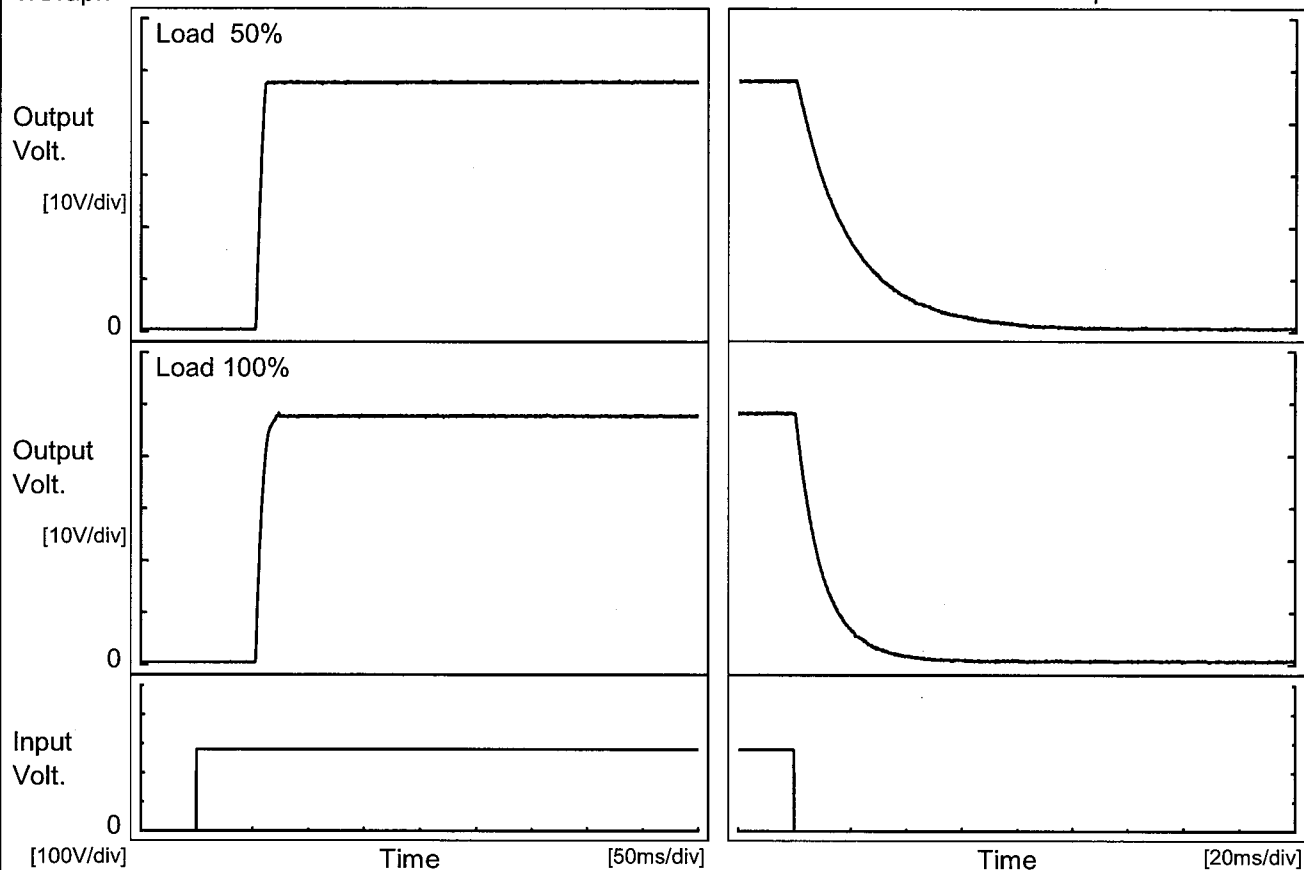 Load 50%
Output
Volt.
[10V/div]
0
Load 100%
Output
Volt.
[10V/div]
0
Input
Volt.
0
[100V/div]
Time
[50ms/div]
Time
[20ms/div]